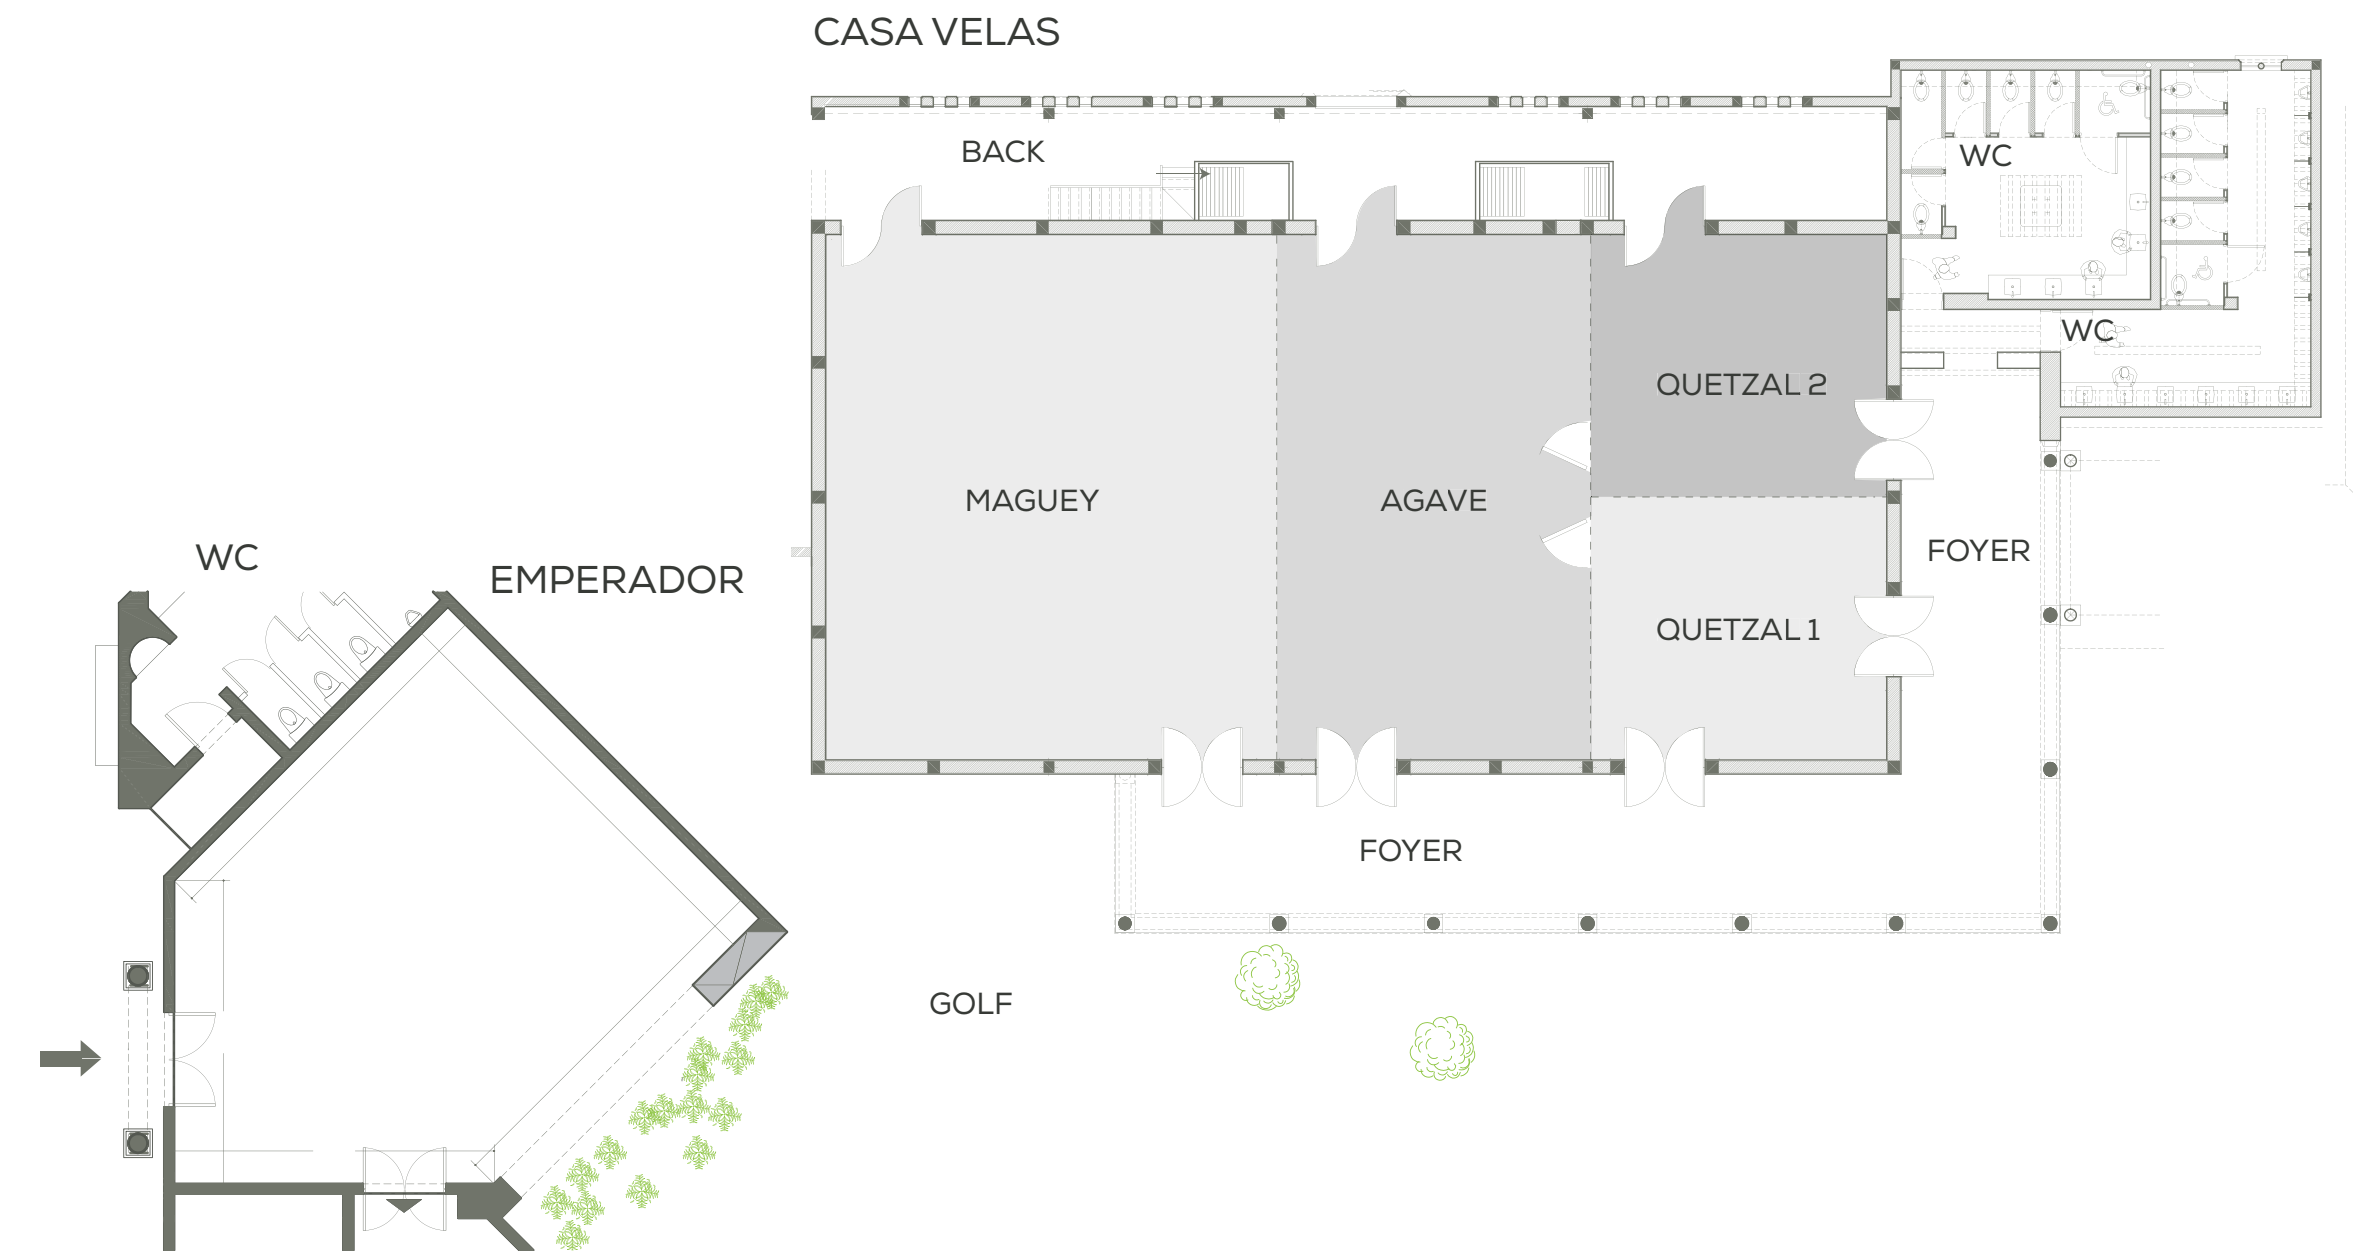 CASA VELAS
BACK
WC
WC
QUETZAL 2
MAGUEY
AGAVE
FOYER
WC
EMPERADOR
QUETZAL 1
FOYER
GOLF